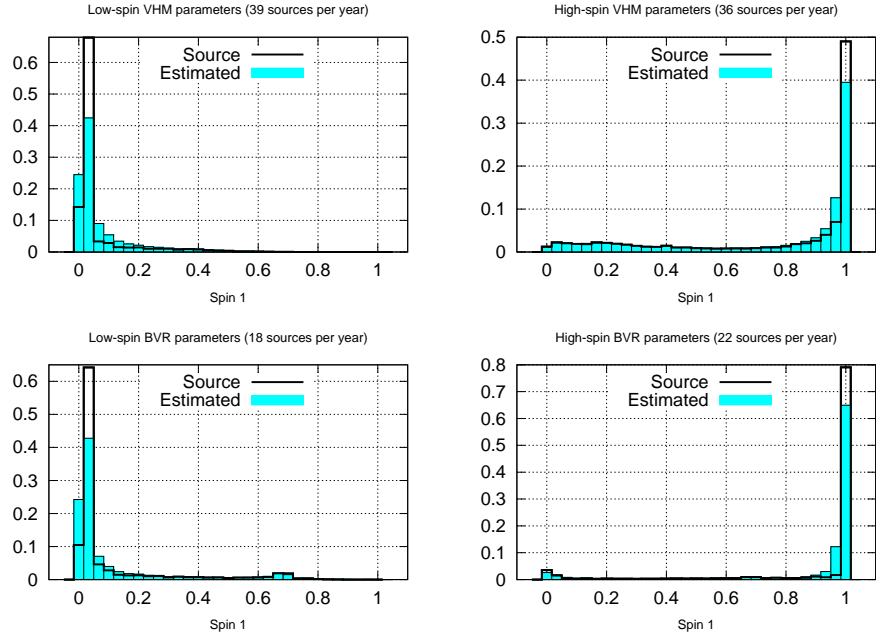 Low-spin VHM parameters (39 sources per year)
Source
Estimated
0.6
0.5
0.4
0.3
0.2
0.1
0
0 0.2 0.4 0.6 0.8 1
Spin 1
High-spin VHM parameters (36 sources per year)
Source
Estimated
0.5
0.4
0.3
0.2
0.1
0
0 0.2 0.4 0.6 0.8 1
Spin 1
Low-spin BVR parameters (18 sources per year)
Source
Estimated
0.6
0.5
0.4
0.3
0.2
0.1
0
0 0.2 0.4 0.6 0.8 1
Spin 1
High-spin BVR parameters (22 sources per year)
Source
Estimated
0.8
0.7
0.6
0.5
0.4
0.3
0.2
0.1
0
0 0.2 0.4 0.6 0.8 1
Spin 1